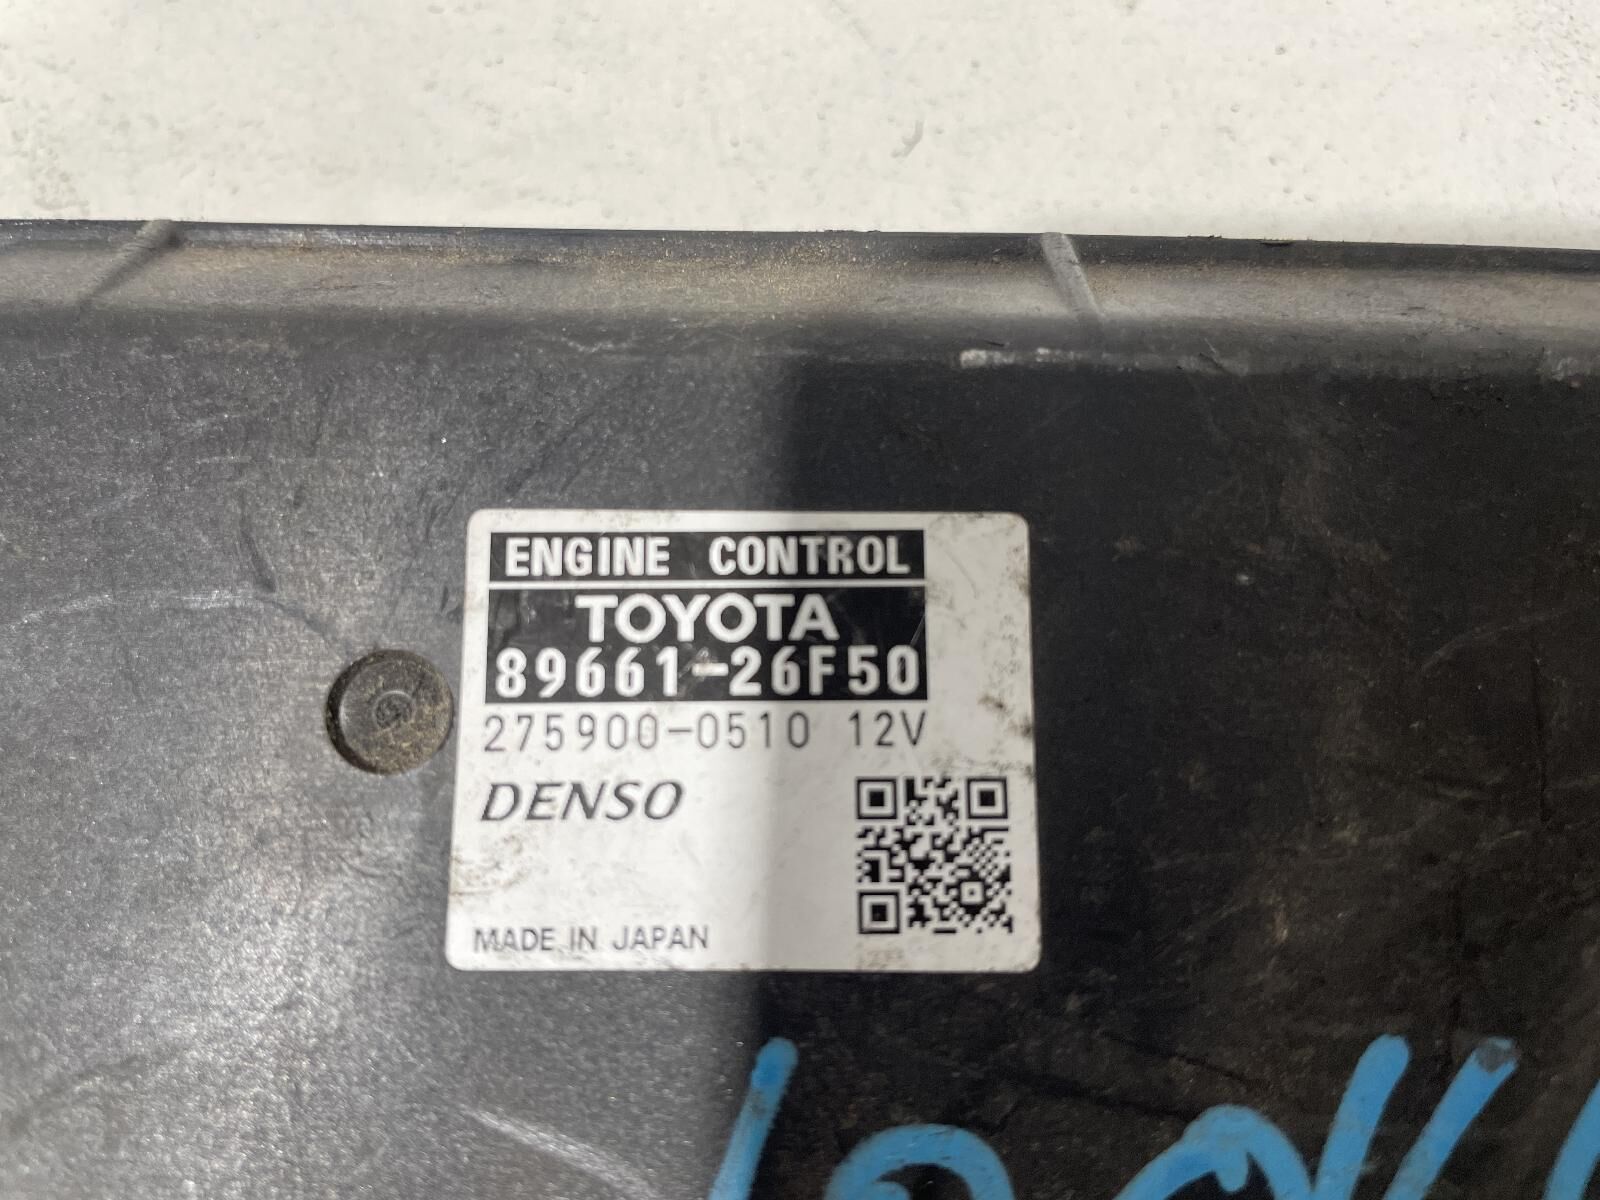 ENGINE CONTROL
TOYOTA
89661-26F50
275900-0510 12V
DENSO
MADE IN JAPAN